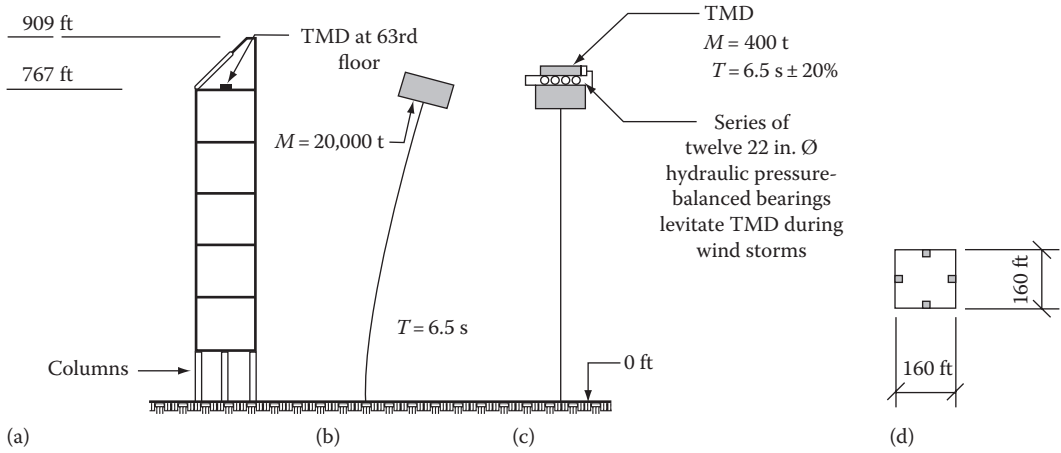 909 ft
767 ft
TMD at 63rd
floor
M = 20,000 t
T = 6.5 s
Columns
TMD
M = 400 t
T = 6.5 s ± 20%
Series of
twelve 22 in. Ø
hydraulic pressure-
balanced bearings
levitate TMD during
wind storms
0 ft
160 ft
160 ft
(a)
(b)
(c)
(d)